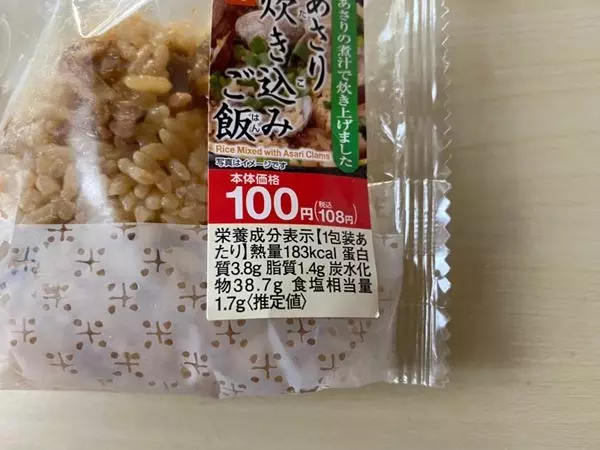 あさりの煮汁で炊き上げました
あさり
炊き込み
た こ
ご飯
はん
Rice Mixed with Asari Clams
写真はイメージです
本体価格
100円(税込108円)
栄養成分表示【1包装あ
たり】熱量183kcal 蛋白
質3.8g 脂質1.4g 炭水化
物38.7g 食塩相当量
1.7g〈推定値〉